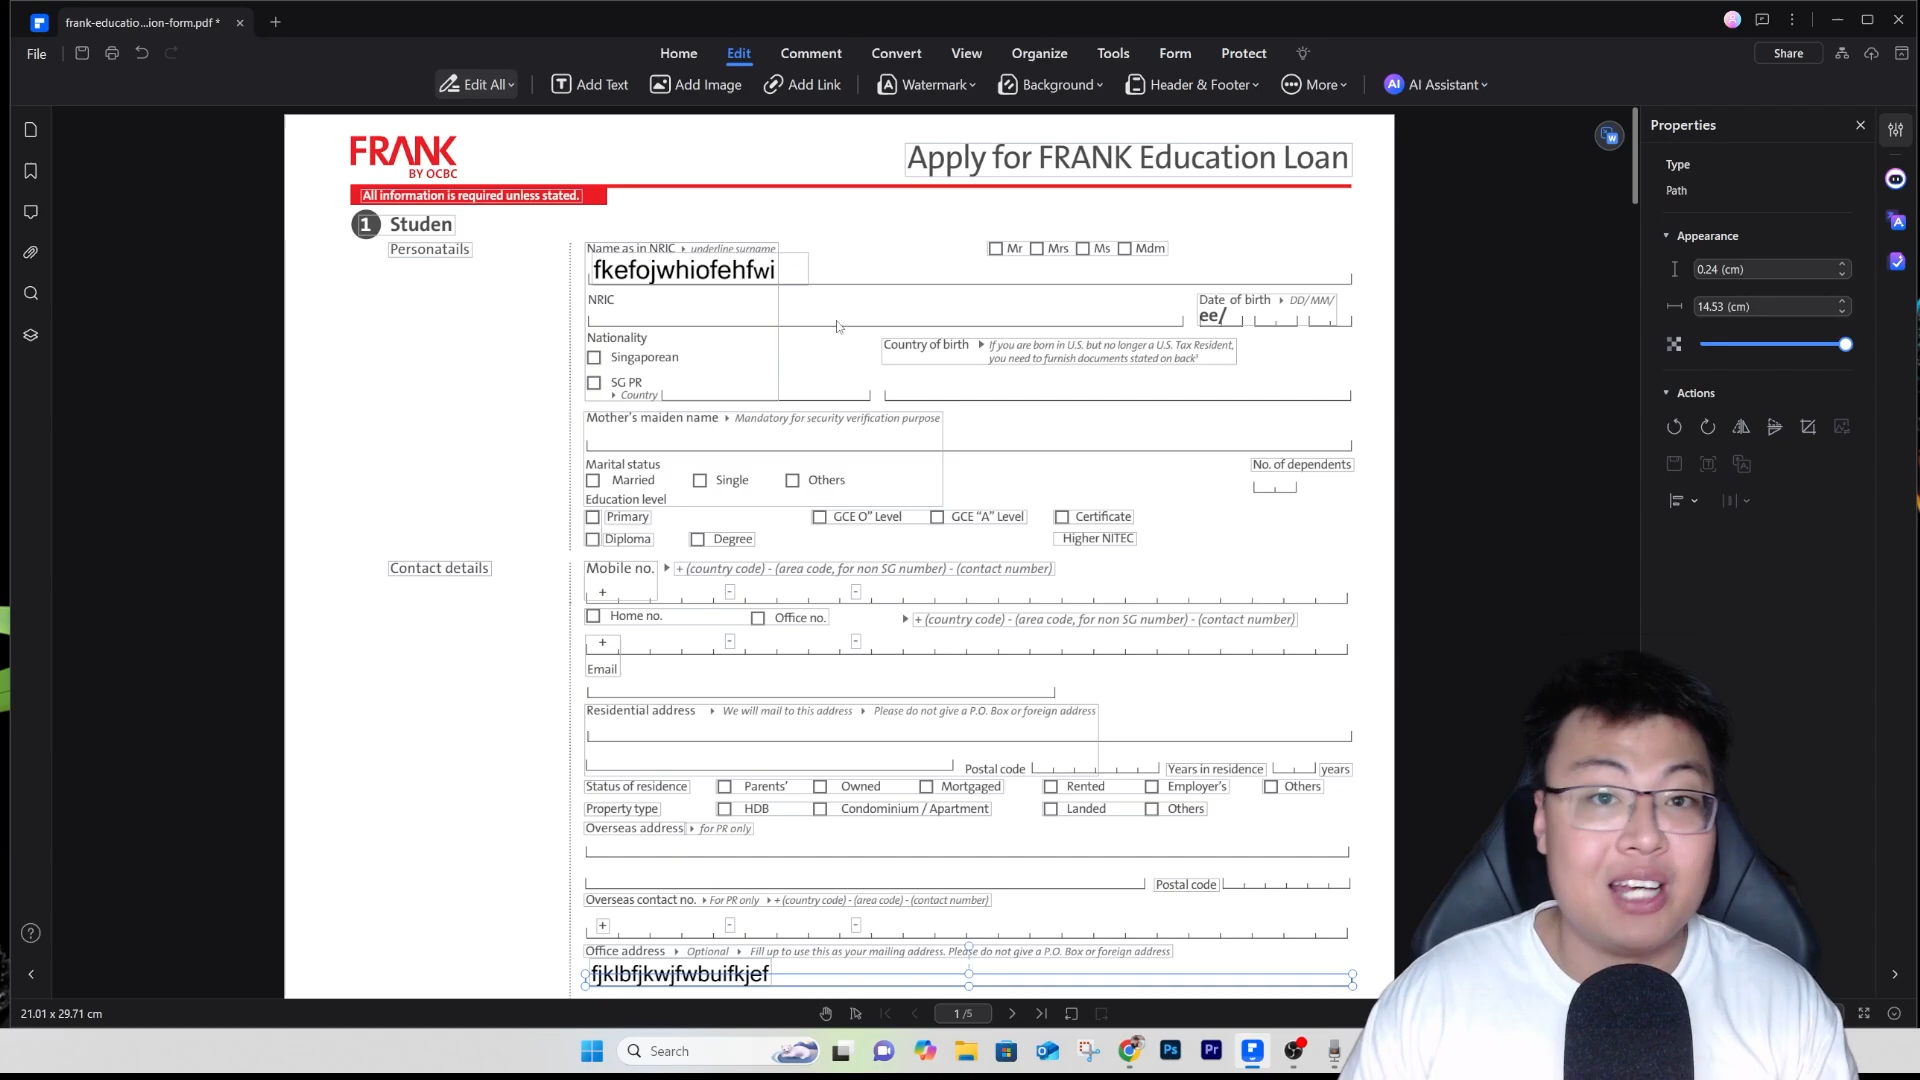 frank-educatio...ion-form.pdf *
File
Home Edit Comment Convert View Organize Tools Form Protect
Share
Edit All Add Text Add Image Add Link Watermark Background Header & Footer More AI AI Assistant
FRANK
BY OCBC
Apply for FRANK Education Loan
All information is required unless stated.
1 Studen
Personatails
Name as in NRIC underline surname
Mr Mrs Ms Mdm
fkefojwhiofehfwi
NRIC
Date of birth DD/MM/
ee/
Nationality
Singaporean
Country of birth If you are born in U.S. but no longer a U.S. Tax Resident,
you need to furnish documents stated on back³
SG PR
Country
Mother's maiden name Mandatory for security verification purpose
Marital status
No. of dependents
Married Single Others
Education level
Primary GCE O” Level GCE “A” Level Certificate
Diploma Degree Higher NITEC
Contact details
Mobile no. + (country code) - (area code, for non SG number) - (contact number)
+ - -
Home no. Office no. + (country code) - (area code, for non SG number) - (contact number)
+ - -
Email
Residential address We will mail to this address Please do not give a P.O. Box or foreign address
Postal code Years in residence years
Status of residence Parents’ Owned Mortgaged Rented Employer’s Others
Property type HDB Condominium / Apartment Landed Others
Overseas address for PR only
Postal code
Overseas contact no. For PR only + (country code) - (area code) - (contact number)
+ - -
Office address Optional Fill up to use this as your mailing address. Please do not give a P.O. Box or foreign address
fjklbfjkwjfwbuifkjef
Properties
Type
Path
Appearance
0.24 (cm)
14.53 (cm)
Actions
21.01 x 29.71 cm
1 /5
Search
Ps
Pr